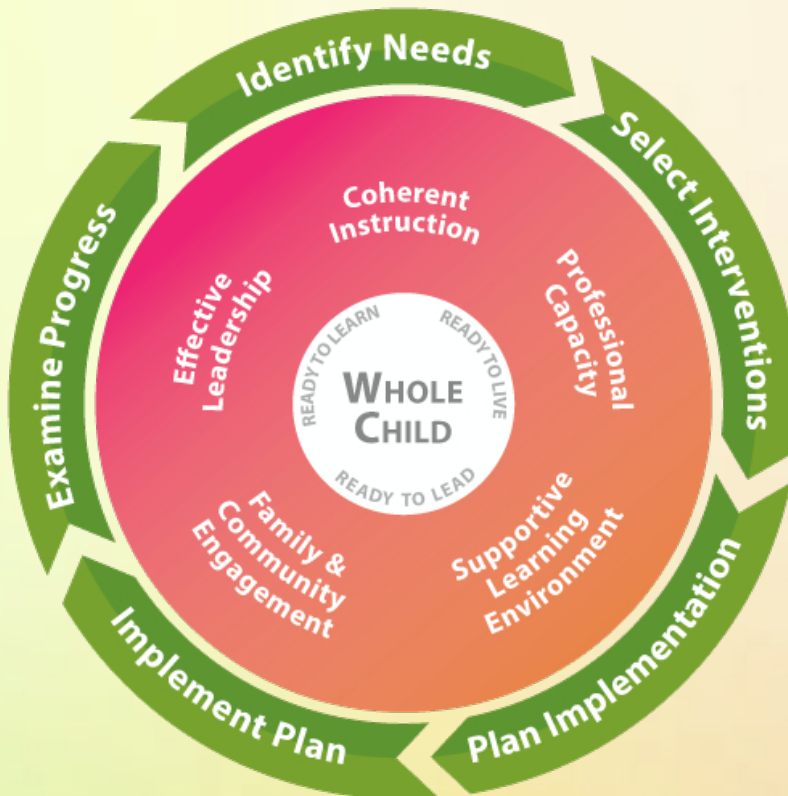 Identify Needs
Select Interventions
Plan Implementation
Implement Plan
Examine Progress
Coherent
Instruction
Professional
Capacity
Supportive
Learning
Environment
Family &
Community
Engagement
Effective
Leadership
READY TO LEARN
READY TO LIVE
READY TO LEAD
WHOLE
CHILD